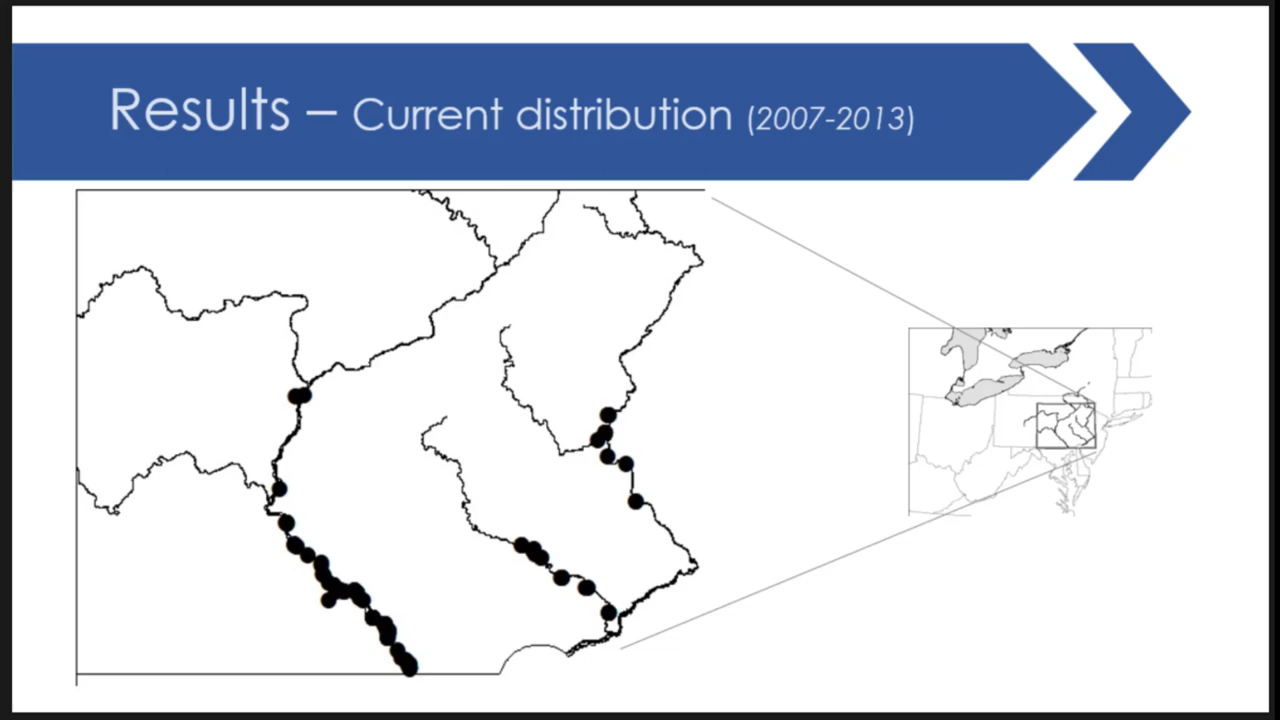 Results – Current distribution (2007-2013)